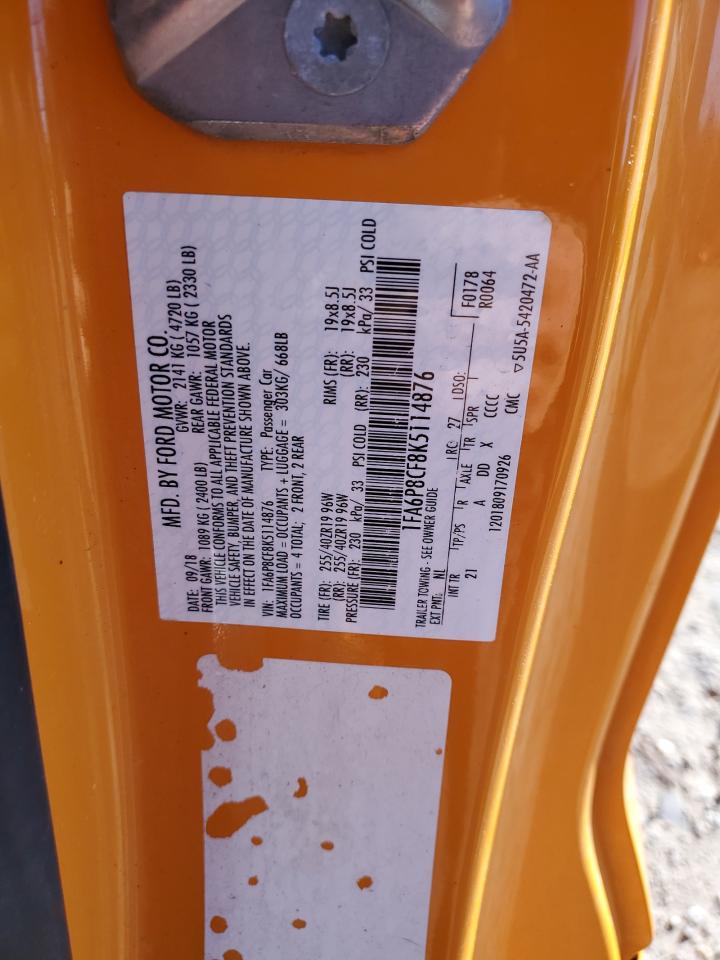 MFD. BY FORD MOTOR CO.
DATE: 09/18 GVWR: 2141 KG ( 4720 LB)
FRONT GAWR: 1089 KG ( 2400 LB) REAR GAWR: 1057 KG ( 2330 LB)
THIS VEHICLE CONFORMS TO ALL APPLICABLE FEDERAL MOTOR
VEHICLE SAFETY, BUMPER, AND THEFT PREVENTION STANDARDS
IN EFFECT ON THE DATE OF MANUFACTURE SHOWN ABOVE.
VIN: 1FA6P8CF8K5114876 TYPE: Passenger Car
MAXIMUM LOAD = OCCUPANTS + LUGGAGE = 303KG/ 668LB
OCCUPANTS = 4 TOTAL; 2 FRONT, 2 REAR
TIRE (FR): 255/40ZR19 96W RIMS (FR): 19x8.5J
(RR): 255/40ZR19 96W (RR): 19x8.5J
PRESSURE (FR): 230 kPa/ 33 PSI COLD (RR): 230 kPa/ 33 PSI COLD
1FA6P8CF8K5114876
TRAILER TOWING - SEE OWNER GUIDE
EXT PNT: NL RC: 27 DSO: F0178
INT TR TP/PS R AXLE TR SPR R0064
21 A DD X CCCC
1201809170926 CMC ▽5U5A-5420472-AA